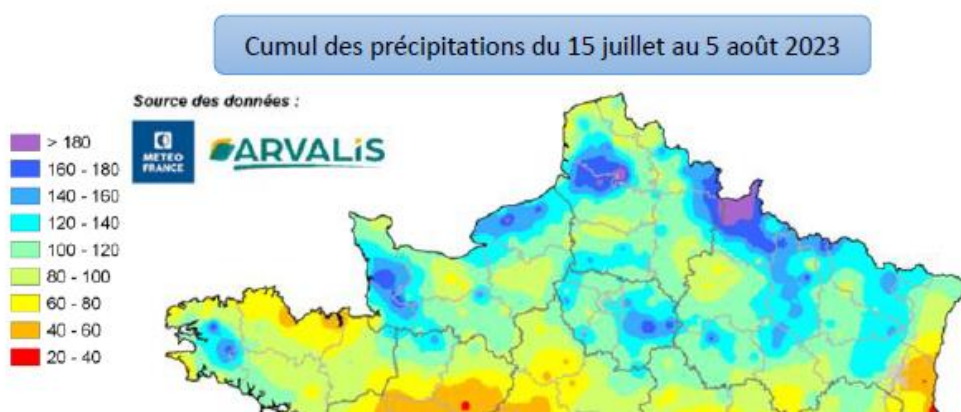 Cumul des précipitations du 15 juillet au 5 août 2023
Source des données :
METEO
FRANCE
ARVALIS
> 180
160 - 180
140 - 160
120 - 140
100 - 120
80 - 100
60 - 80
40 - 60
20 - 40